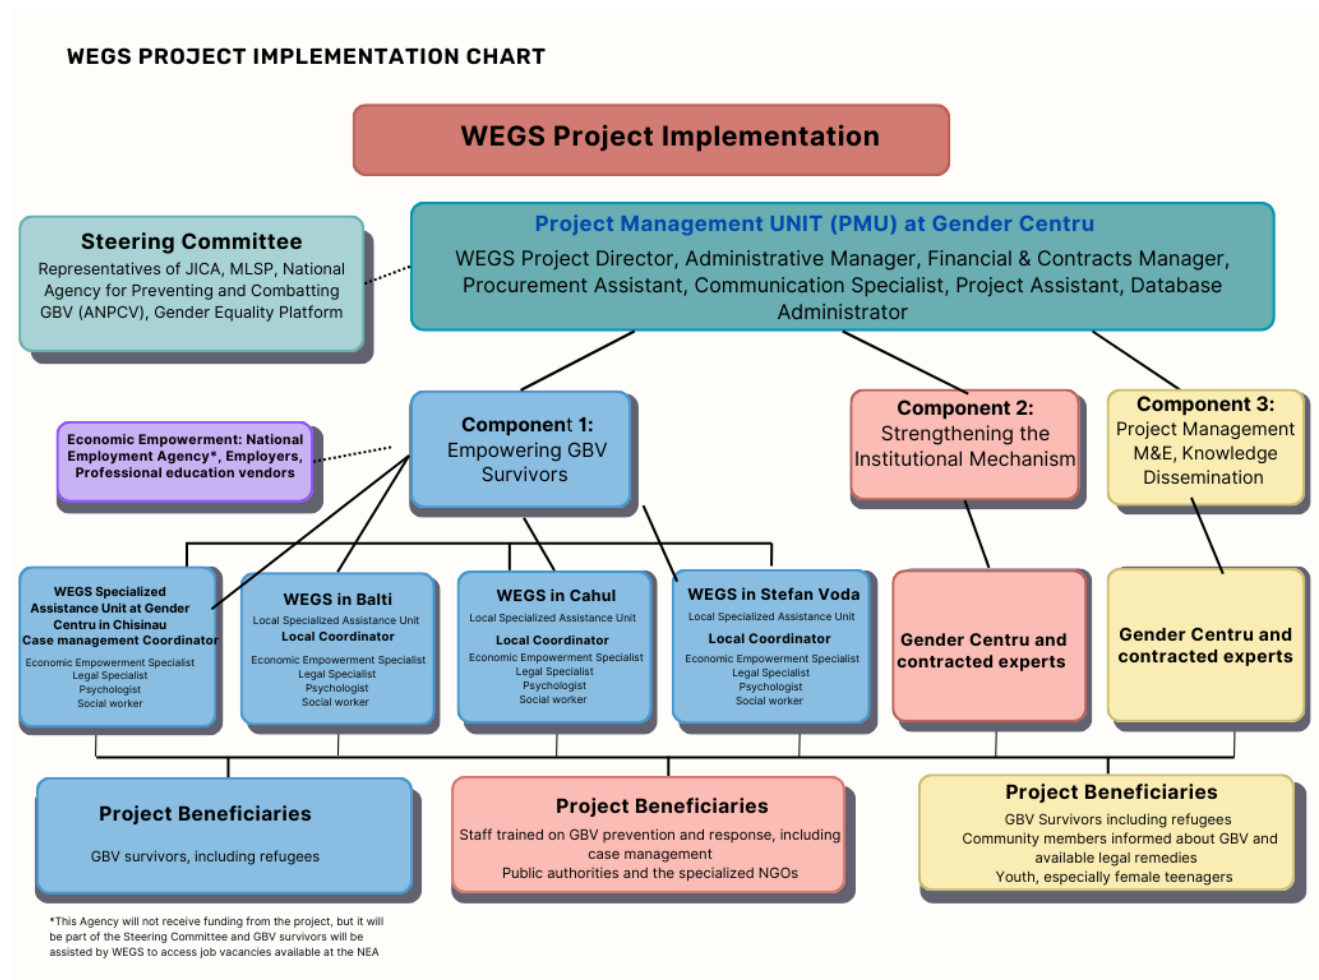 WEGS PROJECT IMPLEMENTATION CHART
WEGS Project Implementation
Project Management UNIT (PMU) at Gender Centru
WEGS Project Director, Administrative Manager, Financial & Contracts Manager,
Procurement Assistant, Communication Specialist, Project Assistant, Database
Administrator
Steering Committee
Representatives of JICA, MLSP, National
Agency for Preventing and Combatting
GBV (ANPCV), Gender Equality Platform
Economic Empowerment: National
Employment Agency*, Employers,
Professional education vendors
Component 1:
Empowering GBV
Survivors
Component 2:
Strengthening the
Institutional Mechanism
Component 3:
Project Management
M&E, Knowledge
Dissemination
WEGS Specialized
Assistance Unit at Gender
Centru in Chisinau
Case management Coordinator
Economic Empowerment Specialist
Legal Specialist
Psychologist
Social worker
WEGS in Balti
Local Specialized Assistance Unit
Local Coordinator
Economic Empowerment Specialist
Legal Specialist
Psychologist
Social worker
WEGS in Cahul
Local Specialized Assistance Unit
Local Coordinator
Economic Empowerment Specialist
Legal Specialist
Psychologist
Social worker
WEGS in Stefan Voda
Local Specialized Assistance Unit
Local Coordinator
Economic Empowerment Specialist
Legal Specialist
Psychologist
Social worker
Gender Centru and
contracted experts
Gender Centru and
contracted experts
Project Beneficiaries
GBV survivors, including refugees
Project Beneficiaries
Staff trained on GBV prevention and response, including
case management
Public authorities and the specialized NGOs
Project Beneficiaries
GBV Survivors including refugees
Community members informed about GBV and
available legal remedies
Youth, especially female teenagers
*This Agency will not receive funding from the project, but it will
be part of the Steering Committee and GBV survivors will be
assisted by WEGS to access job vacancies available at the NEA